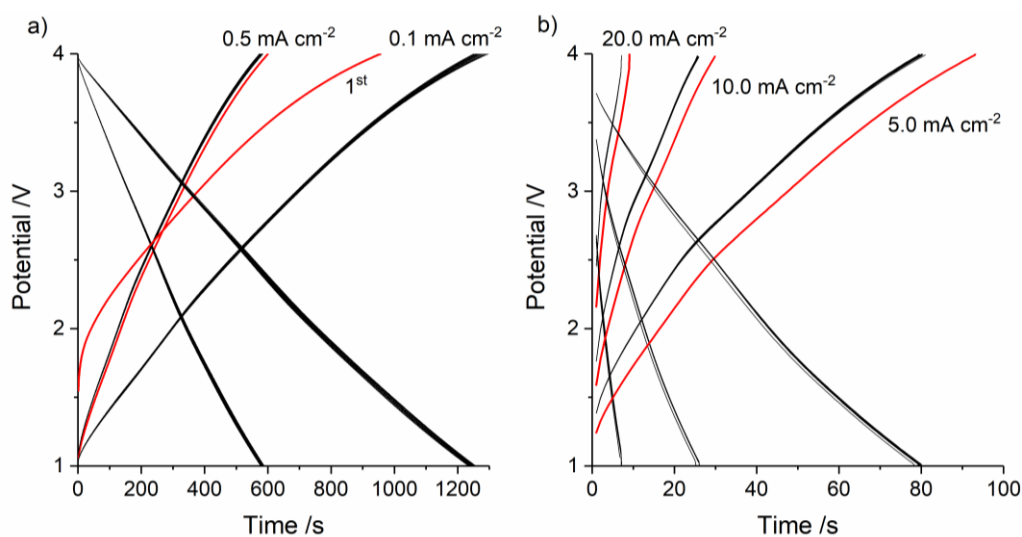 a)
0.5 mA cm-2
0.1 mA cm-2
1st
4
3
2
1
Potential /V
0
200
400
600
800
1000
1200
Time /s
b)
20.0 mA cm-2
10.0 mA cm-2
5.0 mA cm-2
4
3
2
1
Potential /V
0
20
40
60
80
100
Time /s